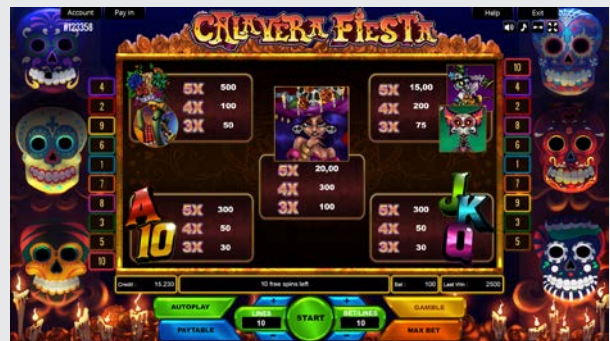 Account Pay in Help Exit
#123358
CALAVERA FIESTA
4
2
9
6
1
7
8
3
5
10
5X 500
4X 100
3X 50
5X 20,00
4X 300
3X 100
5X 15,00
4X 200
3X 75
A
10
5X 300
4X 50
3X 30
5X 300
4X 50
3X 30
J
K
Q
10
4
2
8
6
1
7
9
3
5
Credit : 15.230 10 free spins left Bet : 100 Last Win : 2500
AUTOPLAY LINES 10 START BET/LINES 10 GAMBLE
PAYTABLE MAX BET